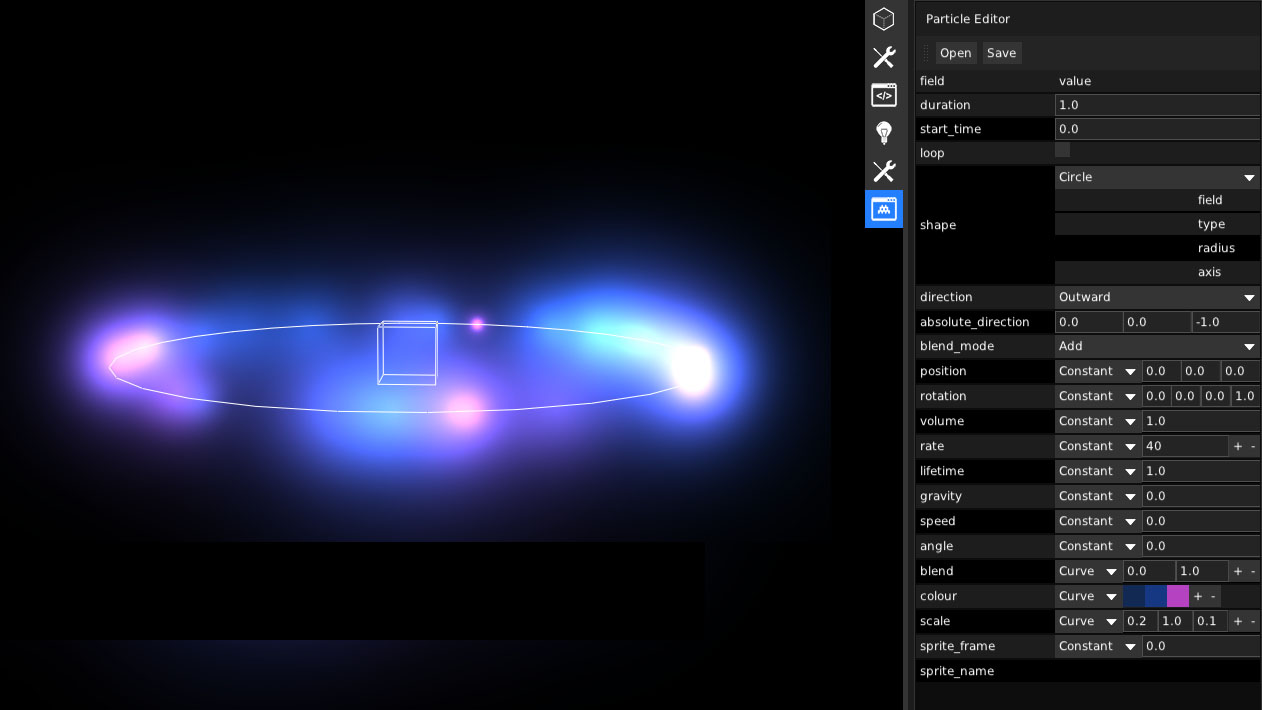 Particle Editor
Open Save
field value
duration 1.0
start_time 0.0
loop
Circle
field
shape
type
radius
axis
direction Outward
absolute_direction 0.0 0.0 -1.0
blend_mode Add
position Constant 0.0 0.0 0.0
rotation Constant 0.0 0.0 0.0 1.0
volume Constant 1.0
rate Constant 40 + -
lifetime Constant 1.0
gravity Constant 0.0
speed Constant 0.0
angle Constant 0.0
blend Curve 0.0 1.0 + -
colour Curve + -
scale Curve 0.2 1.0 0.1 + -
sprite_frame Constant 0.0
sprite_name